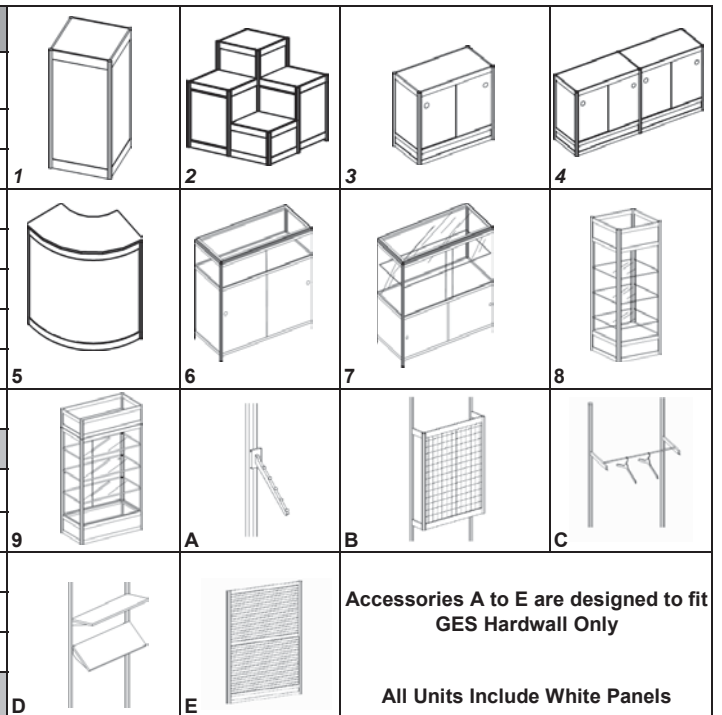 1
2
3
4
5
6
7
8
9
A
B
C
D
E
Accessories A to E are designed to fit
GES Hardwall Only
All Units Include White Panels